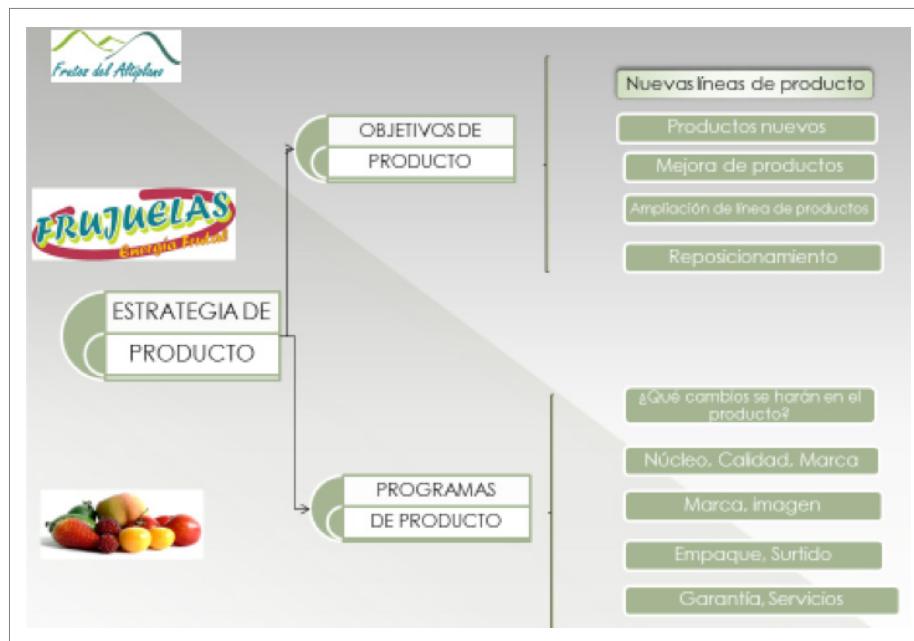 Frutos del Altiplano
Nuevas líneas de producto
OBJETIVOS DE
PRODUCTO
Productos nuevos
Mejora de productos
Ampliación de línea de productos
Reposicionamiento
FRUJUELAS
Energía Frutal
ESTRATEGIA DE
PRODUCTO
¿Qué cambios se harán en el
producto?
Núcleo, Calidad, Marca
PROGRAMAS
DE PRODUCTO
Marca, imagen
Empaque, Surtido
Garantía, Servicios